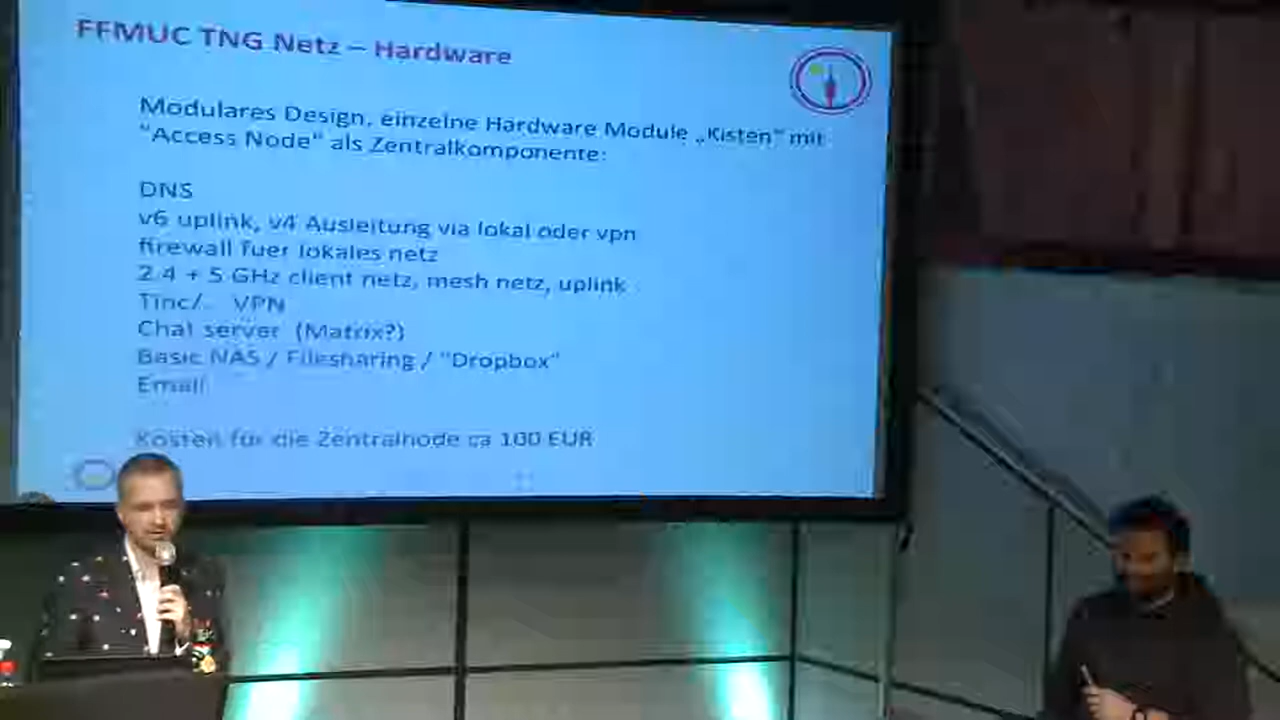 FFMUC TNG Netz – Hardware
Modulares Design, einzelne Hardware Module „Kisten“ mit
"Access Node" als Zentralkomponente:
DNS
v6 uplink, v4 Ausleitung via lokal oder vpn
firewall fuer lokales netz
2.4 + 5 GHz client netz, mesh netz, uplink
Tinc/.. VPN
Chat server (Matrix?)
Basic NAS / Filesharing / "Dropbox"
Email
Kosten für die Zentralnode ca 100 EUR